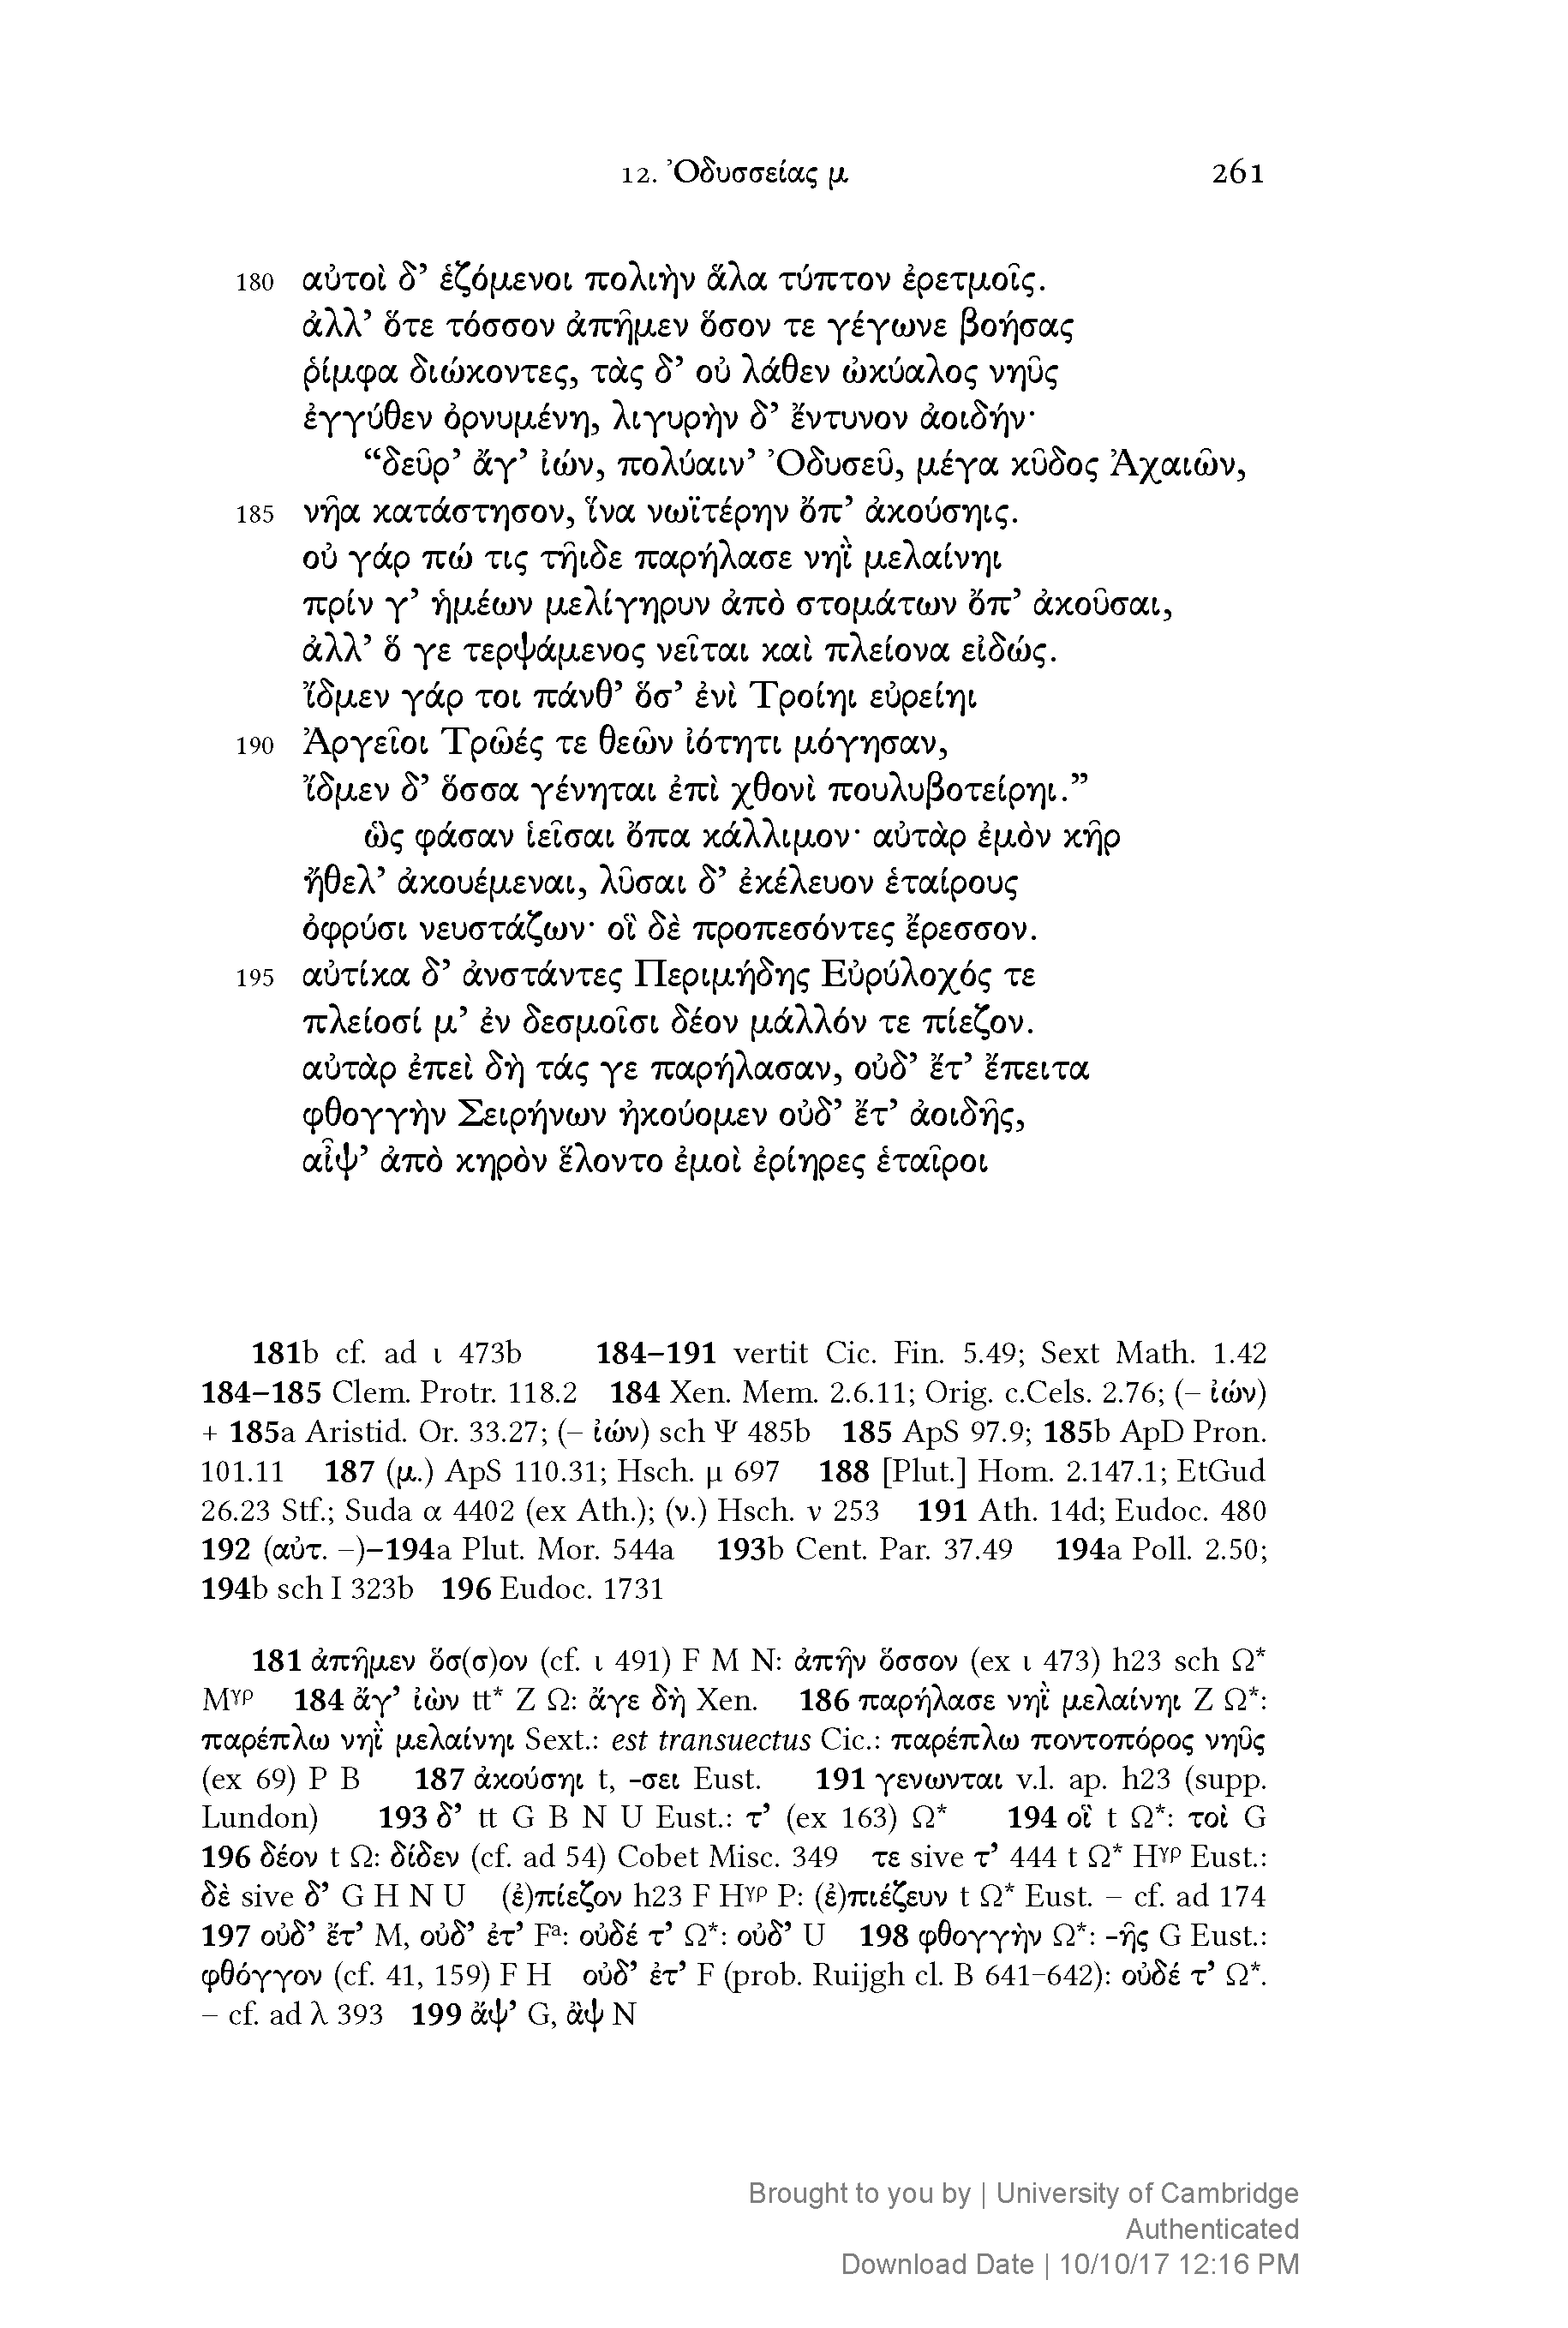 12. Ὀδυσσείας μ 261
180 αὐτοὶ δ’ ἑζόμενοι πολιὴν ἅλα τύπτον ἐρετμοῖς.
ἀλλ’ ὅτε τόσσον ἀπῆμεν ὅσον τε γέγωνε βοήσας
ῥίμφα διώκοντες, τὰς δ’ οὐ λάθεν ὠκύαλος νηῦς
ἐγγύθεν ὀρνυμένη, λιγυρὴν δ’ ἔντυνον ἀοιδήν·
“δεῦρ’ ἄγ’ ἰών, πολύαιν’ Ὀδυσεῦ, μέγα κῦδος Ἀχαιῶν,
185 νῆα κατάστησον, ἵνα νωϊτέρην ὄπ’ ἀκούσηις.
οὐ γάρ πώ τις τῆιδε παρήλασε νηῒ μελαίνηι
πρίν γ’ ἡμέων μελίγηρυν ἀπὸ στομάτων ὄπ’ ἀκοῦσαι,
ἀλλ’ ὅ γε τερψάμενος νεῖται καὶ πλείονα εἰδώς.
ἴδμεν γάρ τοι πάνθ’ ὅσ’ ἐνὶ Τροίηι εὐρείηι
190 Ἀργεῖοι Τρῶές τε θεῶν ἰότητι μόγησαν,
ἴδμεν δ’ ὅσσα γένηται ἐπὶ χθονὶ πουλυβοτείρηι.”
ὣς φάσαν ἱεῖσαι ὄπα κάλλιμον· αὐτὰρ ἐμὸν κῆρ
ἤθελ’ ἀκουέμεναι, λῦσαι δ’ ἐκέλευον ἑταίρους
ὀφρύσι νευστάζων· οἳ δὲ προπεσόντες ἔρεσσον.
195 αὐτίκα δ’ ἀνστάντες Περιμήδης Εὐρύλοχός τε
πλείοσί μ’ ἐν δεσμοῖσι δέον μάλλόν τε πίεζον.
αὐτὰρ ἐπεὶ δὴ τάς γε παρήλασαν, οὐδ’ ἔτ’ ἔπειτα
φθογγὴν Σειρήνων ἠκούομεν οὐδ’ ἔτ’ ἀοιδῆς,
αἶψ’ ἀπὸ κηρὸν ἕλοντο ἐμοὶ ἐρίηρες ἑταῖροι
181b cf. ad ι 473b 184–191 vertit Cic. Fin. 5.49; Sext Math. 1.42
184–185 Clem. Protr. 118.2 184 Xen. Mem. 2.6.11; Orig. c.Cels. 2.76; (– ἰών)
+ 185a Aristid. Or. 33.27; (– ἰών) sch Ψ 485b 185 ApS 97.9; 185b ApD Pron.
101.11 187 (μ.) ApS 110.31; Hsch. μ 697 188 [Plut.] Hom. 2.147.1; EtGud
26.23 Stf.; Suda α 4402 (ex Ath.); (ν.) Hsch. ν 253 191 Ath. 14d; Eudoc. 480
192 (αὐτ. –)–194a Plut. Mor. 544a 193b Cent. Par. 37.49 194a Poll. 2.50;
194b sch I 323b 196 Eudoc. 1731
181 ἀπῆμεν ὅσ(σ)ον (cf. ι 491) F M N: ἀπῆν ὅσσον (ex ι 473) h23 sch Ω*
Mγρ 184 ἄγ’ ἰὼν tt* Z Ω: ἄγε δὴ Xen. 186 παρήλασε νηῒ μελαίνηι Z Ω*:
παρέπλω νηῒ μελαίνηι Sext.: est transuectus Cic.: παρέπλω ποντοπόρος νηῦς
(ex 69) P B 187 ἀκούσηι t, -σει Eust. 191 γενωνται v.l. ap. h23 (supp.
Lundon) 193 δ’ tt G B N U Eust.: τ’ (ex 163) Ω* 194 οἳ t Ω*: τοὶ G
196 δέον t Ω: δίδεν (cf. ad 54) Cobet Misc. 349 τε sive τ’ 444 t Ω* Hγρ Eust.:
δὲ sive δ’ G H N U (ἐ)πίεζον h23 F Hγρ P: (ἐ)πιέζευν t Ω* Eust. – cf. ad 174
197 οὐδ’ ἔτ’ M, οὐδ’ ἐτ’ Fa: οὐδέ τ’ Ω*: οὐδ’ U 198 φθογγὴν Ω*: -ῆς G Eust.:
φθόγγον (cf. 41, 159) F H οὐδ’ ἐτ’ F (prob. Ruijgh cl. B 641–642): οὐδέ τ’ Ω*.
– cf. ad λ 393 199 ἄψ’ G, ἂψ N
Brought to you by | University of Cambridge
Authenticated
Download Date | 10/10/17 12:16 PM